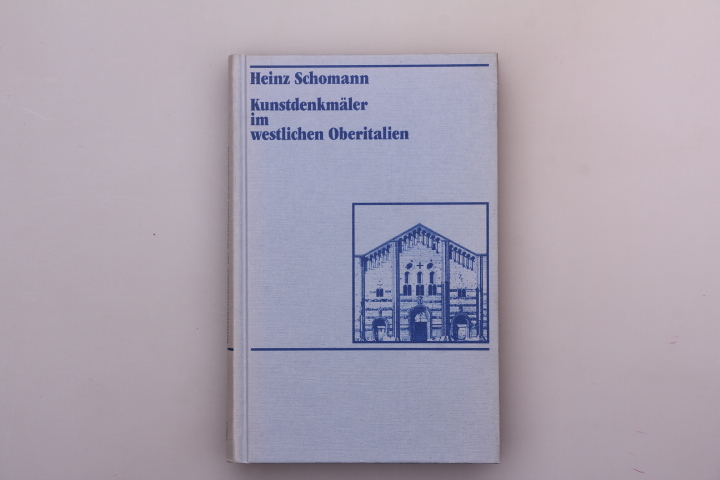 Heinz Schomann
Kunstdenkmäler
im
westlichen Oberitalien